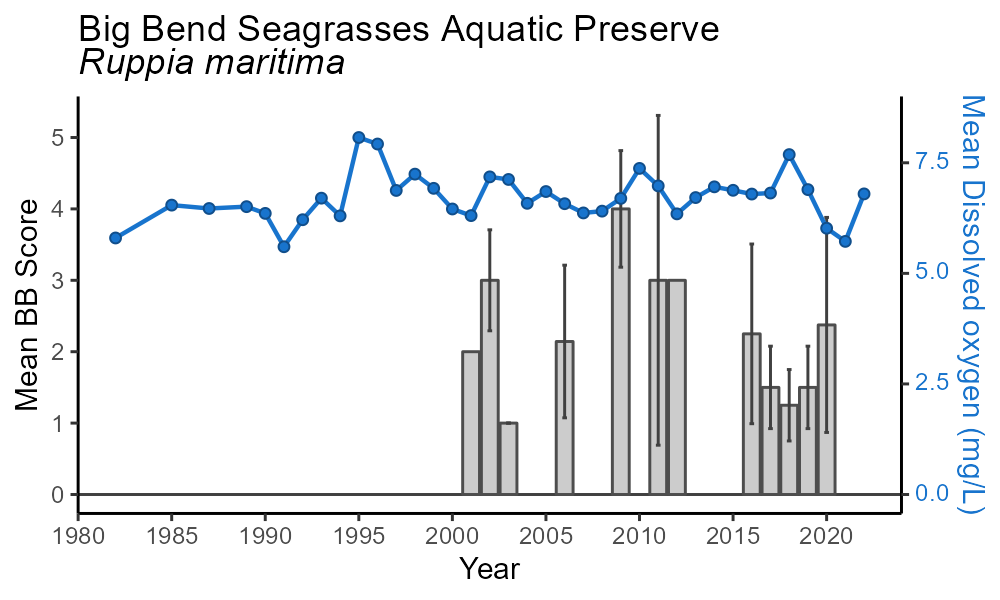 Big Bend Seagrasses Aquatic Preserve
Ruppia maritima
Mean BB Score
5
4
3
2
1
0
7.5
5.0
2.5
0.0
Mean Dissolved oxygen (mg/L)
1980 1985 1990 1995 2000 2005 2010 2015 2020
Year